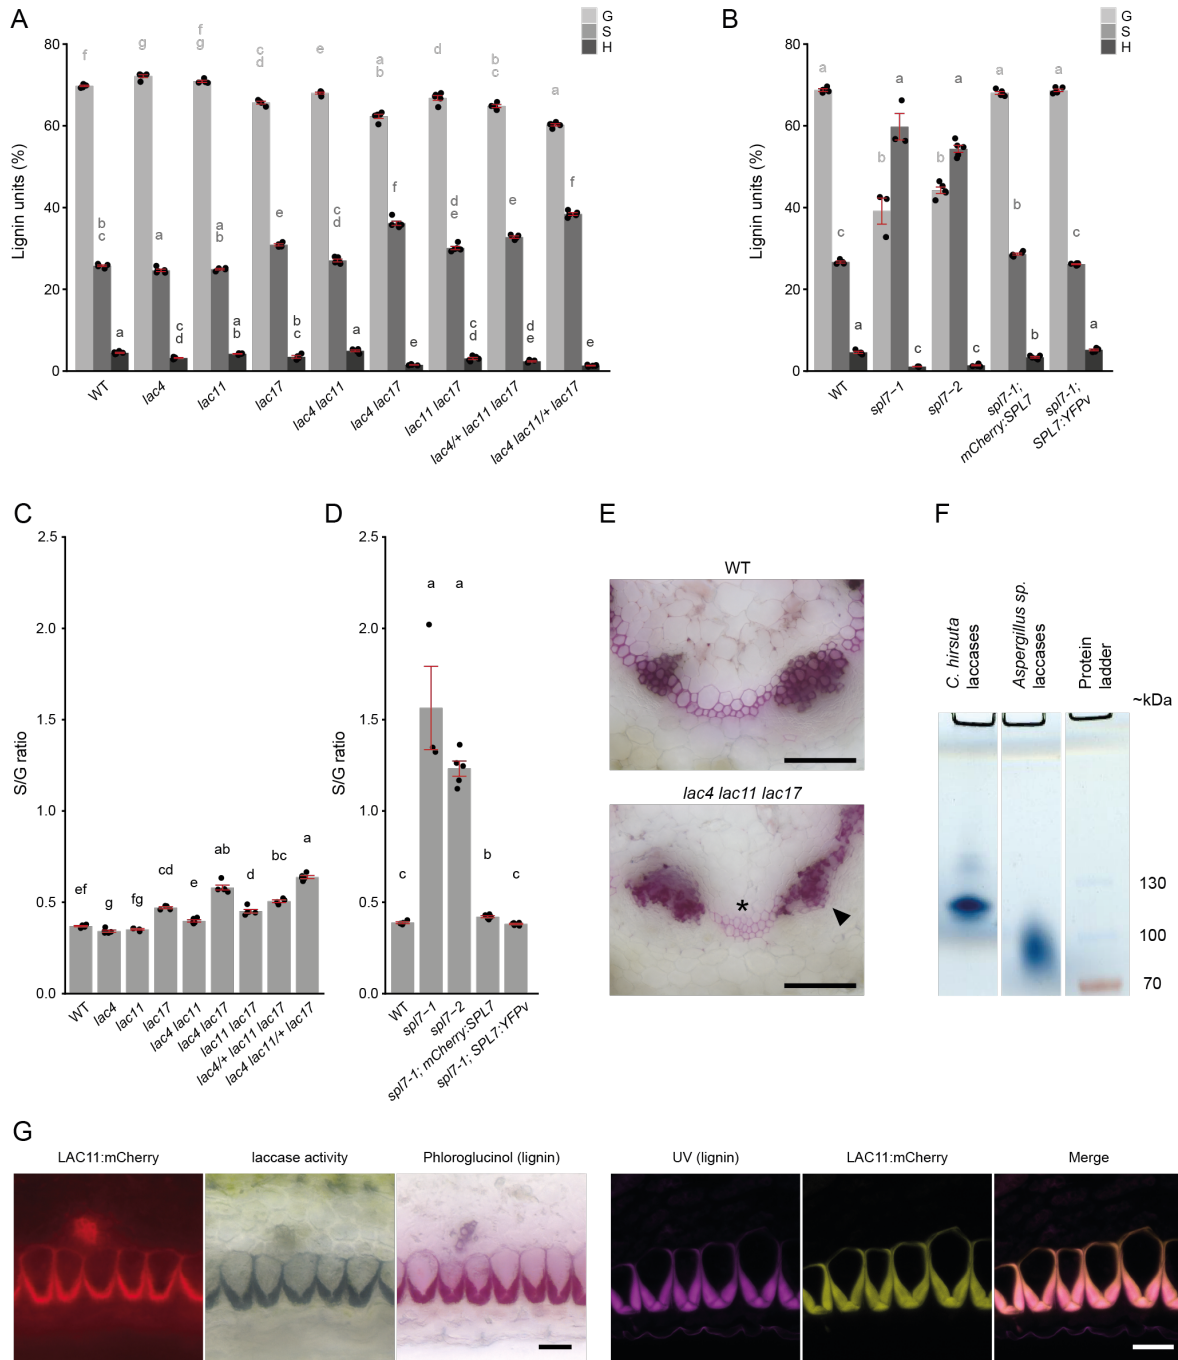 A
G
S
H
80
60
40
20
0
Lignin units (%)
f
g
f
g
c
d
e
a
b
d
b
c
a
b
c
a
a
b
e
c
d
f
d
e
e
f
a
c
d
a
b
b
c
a
e
c
d
d
e
e
WT
lac4
lac11
lac17
lac4 lac11
lac4 lac17
lac11 lac17
lac4/+ lac11 lac17
lac4 lac11/+ lac17
B
G
S
H
80
60
40
20
0
Lignin units (%)
a
a
a
a
a
b
b
c
b
c
a
c
c
b
a
WT
spl7-1
spl7-2
spl7-1;
mCherry:SPL7
spl7-1;
SPL7:YFPv
C
2.5
2.0
1.5
1.0
0.5
0.0
S/G ratio
ef
g
fg
cd
e
ab
d
bc
a
WT
lac4
lac11
lac17
lac4 lac11
lac4 lac17
lac11 lac17
lac4/+ lac11 lac17
lac4 lac11/+ lac17
D
2.5
2.0
1.5
1.0
0.5
0.0
S/G ratio
a
a
c
b
c
WT
spl7-1
spl7-2
spl7-1; mCherry:SPL7
spl7-1; SPL7:YFPv
E
WT
lac4 lac11 lac17
*
F
C. hirsuta
laccases
Aspergillus sp.
laccases
Protein
ladder
~kDa
130
100
70
G
LAC11:mCherry
laccase activity
Phloroglucinol (lignin)
UV (lignin)
LAC11:mCherry
Merge